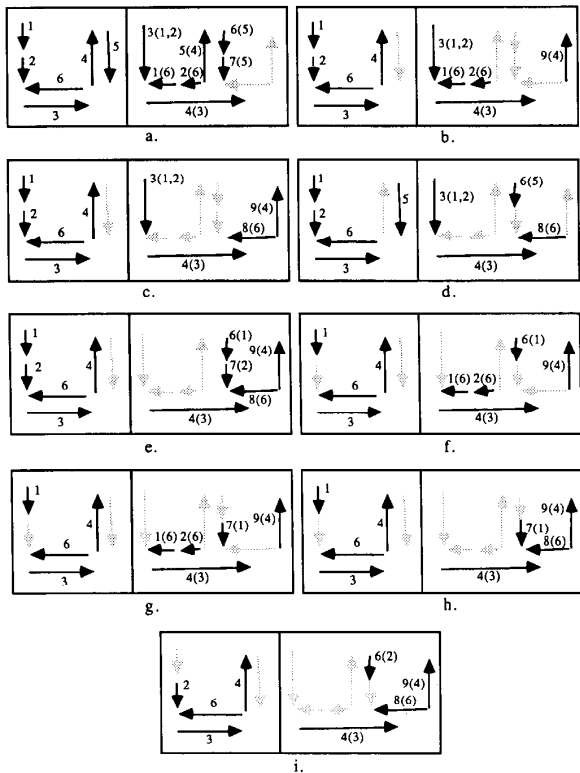 1 2 3 4 5 6 3(1,2) 1(6) 2(6) 5(4) 6(5) 7(5) 4(3)
a.
1 2 3 4 6 3(1,2) 1(6) 2(6) 9(4) 4(3)
b.
1 2 3 4 6 3(1,2) 9(4) 8(6) 4(3)
c.
1 2 3 5 6 3(1,2) 6(5) 8(6) 4(3)
d.
1 2 3 4 6 6(1) 7(2) 9(4) 8(6) 4(3)
e.
1 3 4 6 1(6) 2(6) 6(1) 9(4) 4(3)
f.
1 3 4 6 1(6) 2(6) 7(1) 9(4) 4(3)
g.
1 3 4 6 7(1) 9(4) 8(6) 4(3)
h.
2 3 4 6 6(2) 9(4) 8(6) 4(3)
i.